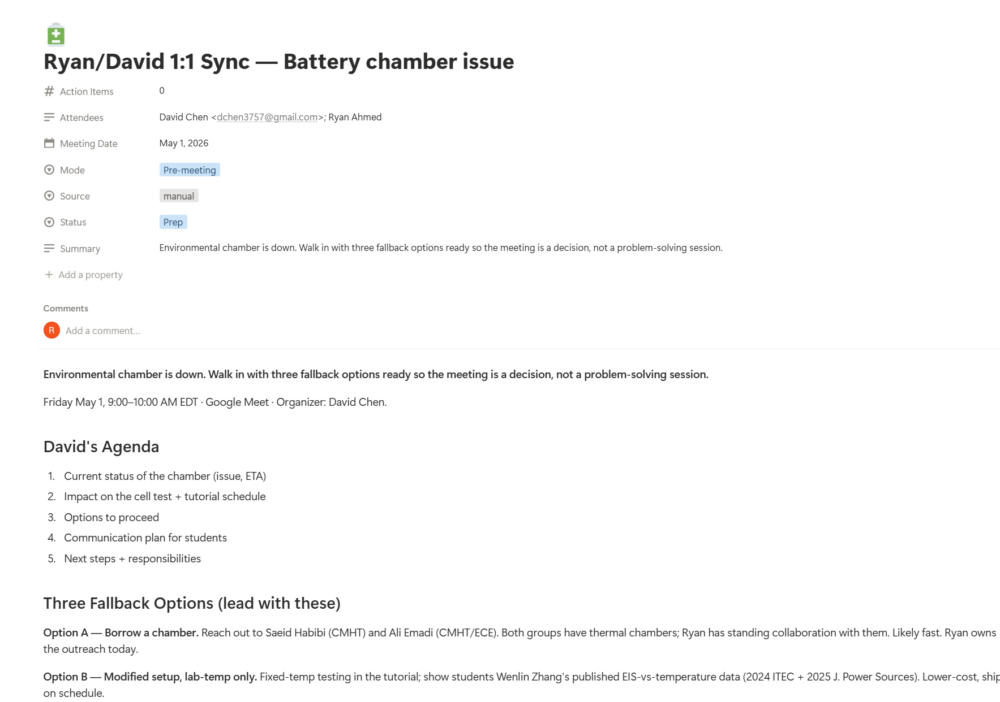 Ryan/David 1:1 Sync — Battery chamber issue
Action Items 0
Attendees David Chen <dchen3757@gmail.com>; Ryan Ahmed
Meeting Date May 1, 2026
Mode Pre-meeting
Source manual
Status Prep
Summary Environmental chamber is down. Walk in with three fallback options ready so the meeting is a decision, not a problem-solving session.
+ Add a property
Comments
R Add a comment...
Environmental chamber is down. Walk in with three fallback options ready so the meeting is a decision, not a problem-solving session.
Friday May 1, 9:00–10:00 AM EDT · Google Meet · Organizer: David Chen.
David's Agenda
1. Current status of the chamber (issue, ETA)
2. Impact on the cell test + tutorial schedule
3. Options to proceed
4. Communication plan for students
5. Next steps + responsibilities
Three Fallback Options (lead with these)
Option A — Borrow a chamber. Reach out to Saeid Habibi (CMHT) and Ali Emadi (CMHT/ECE). Both groups have thermal chambers; Ryan has standing collaboration with them. Likely fast. Ryan owns
the outreach today.
Option B — Modified setup, lab-temp only. Fixed-temp testing in the tutorial; show students Wenlin Zhang's published EIS-vs-temperature data (2024 ITEC + 2025 J. Power Sources). Lower-cost, ship
on schedule.